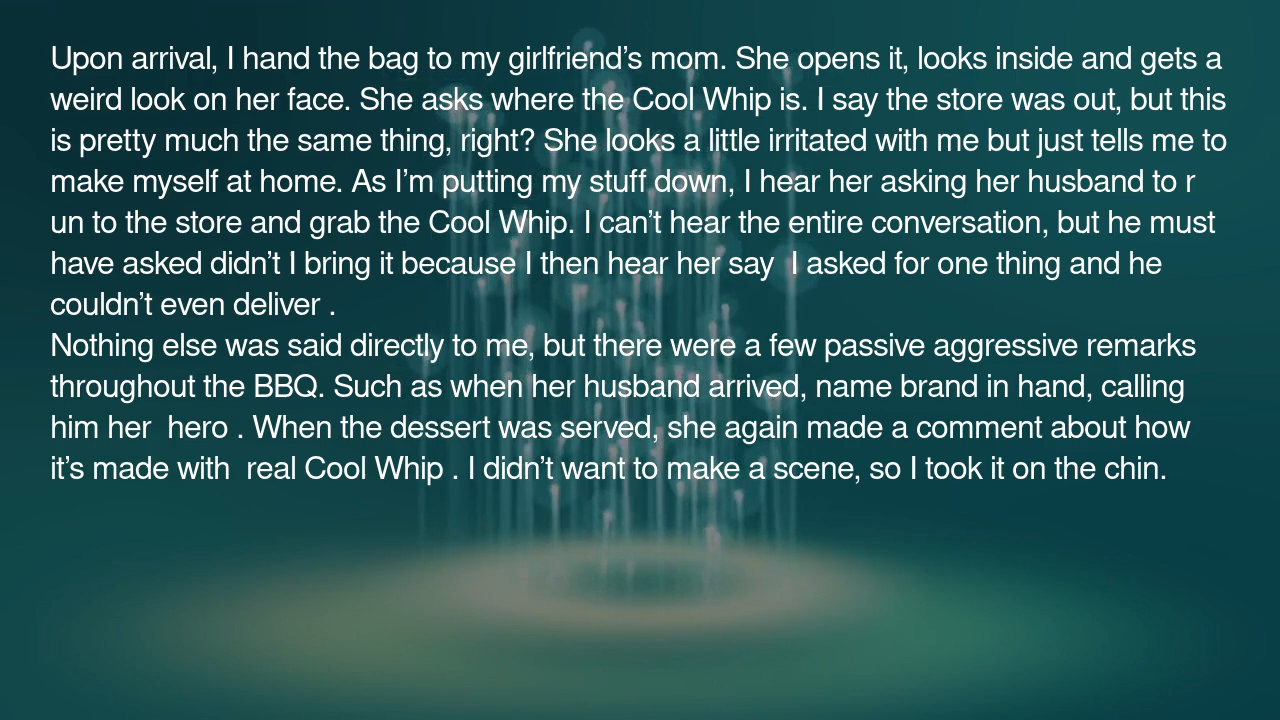 Upon arrival, I hand the bag to my girlfriend’s mom. She opens it, looks inside and gets a
weird look on her face. She asks where the Cool Whip is. I say the store was out, but this
is pretty much the same thing, right? She looks a little irritated with me but just tells me to
make myself at home. As I’m putting my stuff down, I hear her asking her husband to r
un to the store and grab the Cool Whip. I can’t hear the entire conversation, but he must
have asked didn’t I bring it because I then hear her say  I asked for one thing and he
couldn’t even deliver .
Nothing else was said directly to me, but there were a few passive aggressive remarks
throughout the BBQ. Such as when her husband arrived, name brand in hand, calling
him her  hero . When the dessert was served, she again made a comment about how
it’s made with  real Cool Whip . I didn’t want to make a scene, so I took it on the chin.